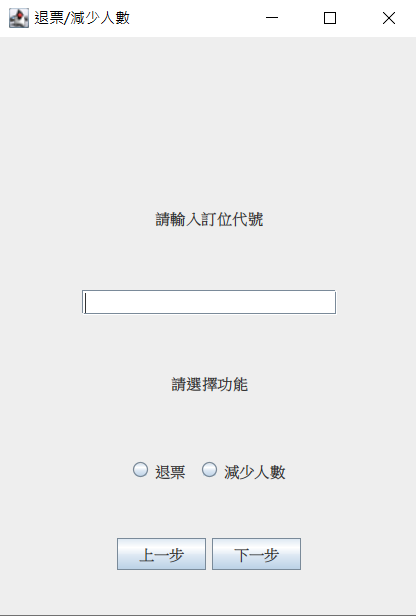 退票/減少人數
請輸入訂位代號
請選擇功能
退票 減少人數
上一步 下一步